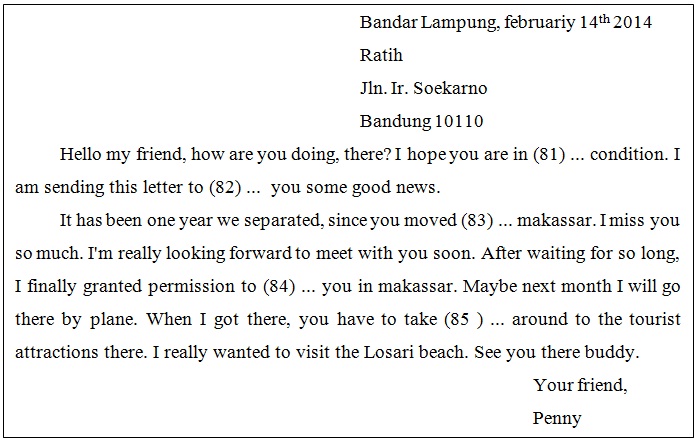 Bandar Lampung, februariy 14th 2014
Ratih
Jln. Ir. Soekarno
Bandung 10110
Hello my friend, how are you doing, there? I hope you are in (81) ... condition. I
am sending this letter to (82) ... you some good news.
It has been one year we separated, since you moved (83) ... makassar. I miss you
so much. I'm really looking forward to meet with you soon. After waiting for so long,
I finally granted permission to (84) ... you in makassar. Maybe next month I will go
there by plane. When I got there, you have to take (85 ) ... around to the tourist
attractions there. I really wanted to visit the Losari beach. See you there buddy.
Your friend,
Penny